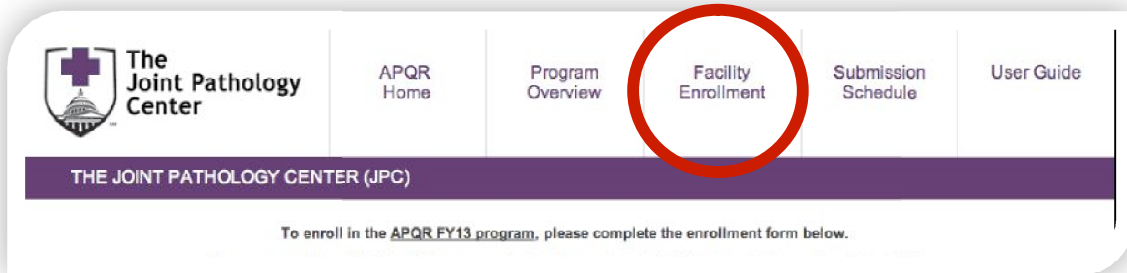 The
Joint Pathology
Center
APQR
Home
Program
Overview
Facility
Enrollment
Submission
Schedule
User Guide
THE JOINT PATHOLOGY CENTER (JPC)
To enroll in the APQR FY13 program, please complete the enrollment form below.